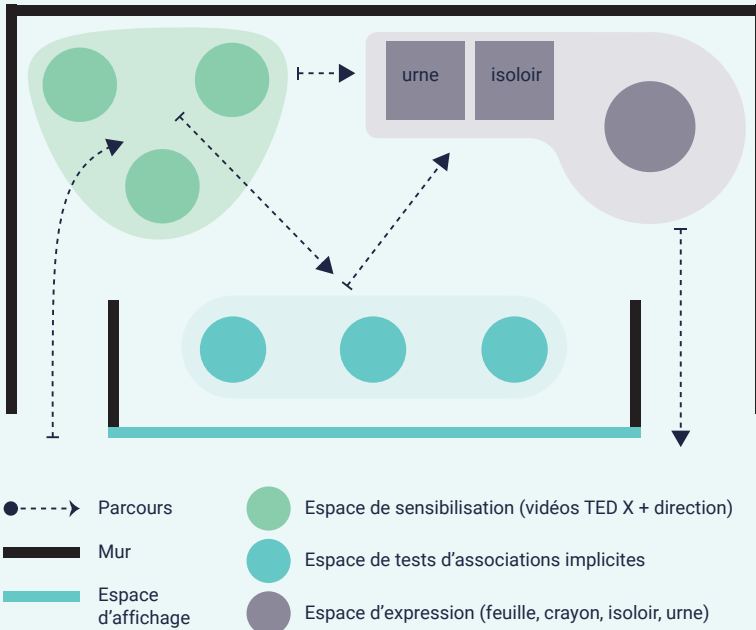 urne
isoloir
Parcours
Mur
Espace
d’affichage
Espace de sensibilisation (vidéos TED X + direction)
Espace de tests d’associations implicites
Espace d’expression (feuille, crayon, isoloir, urne)